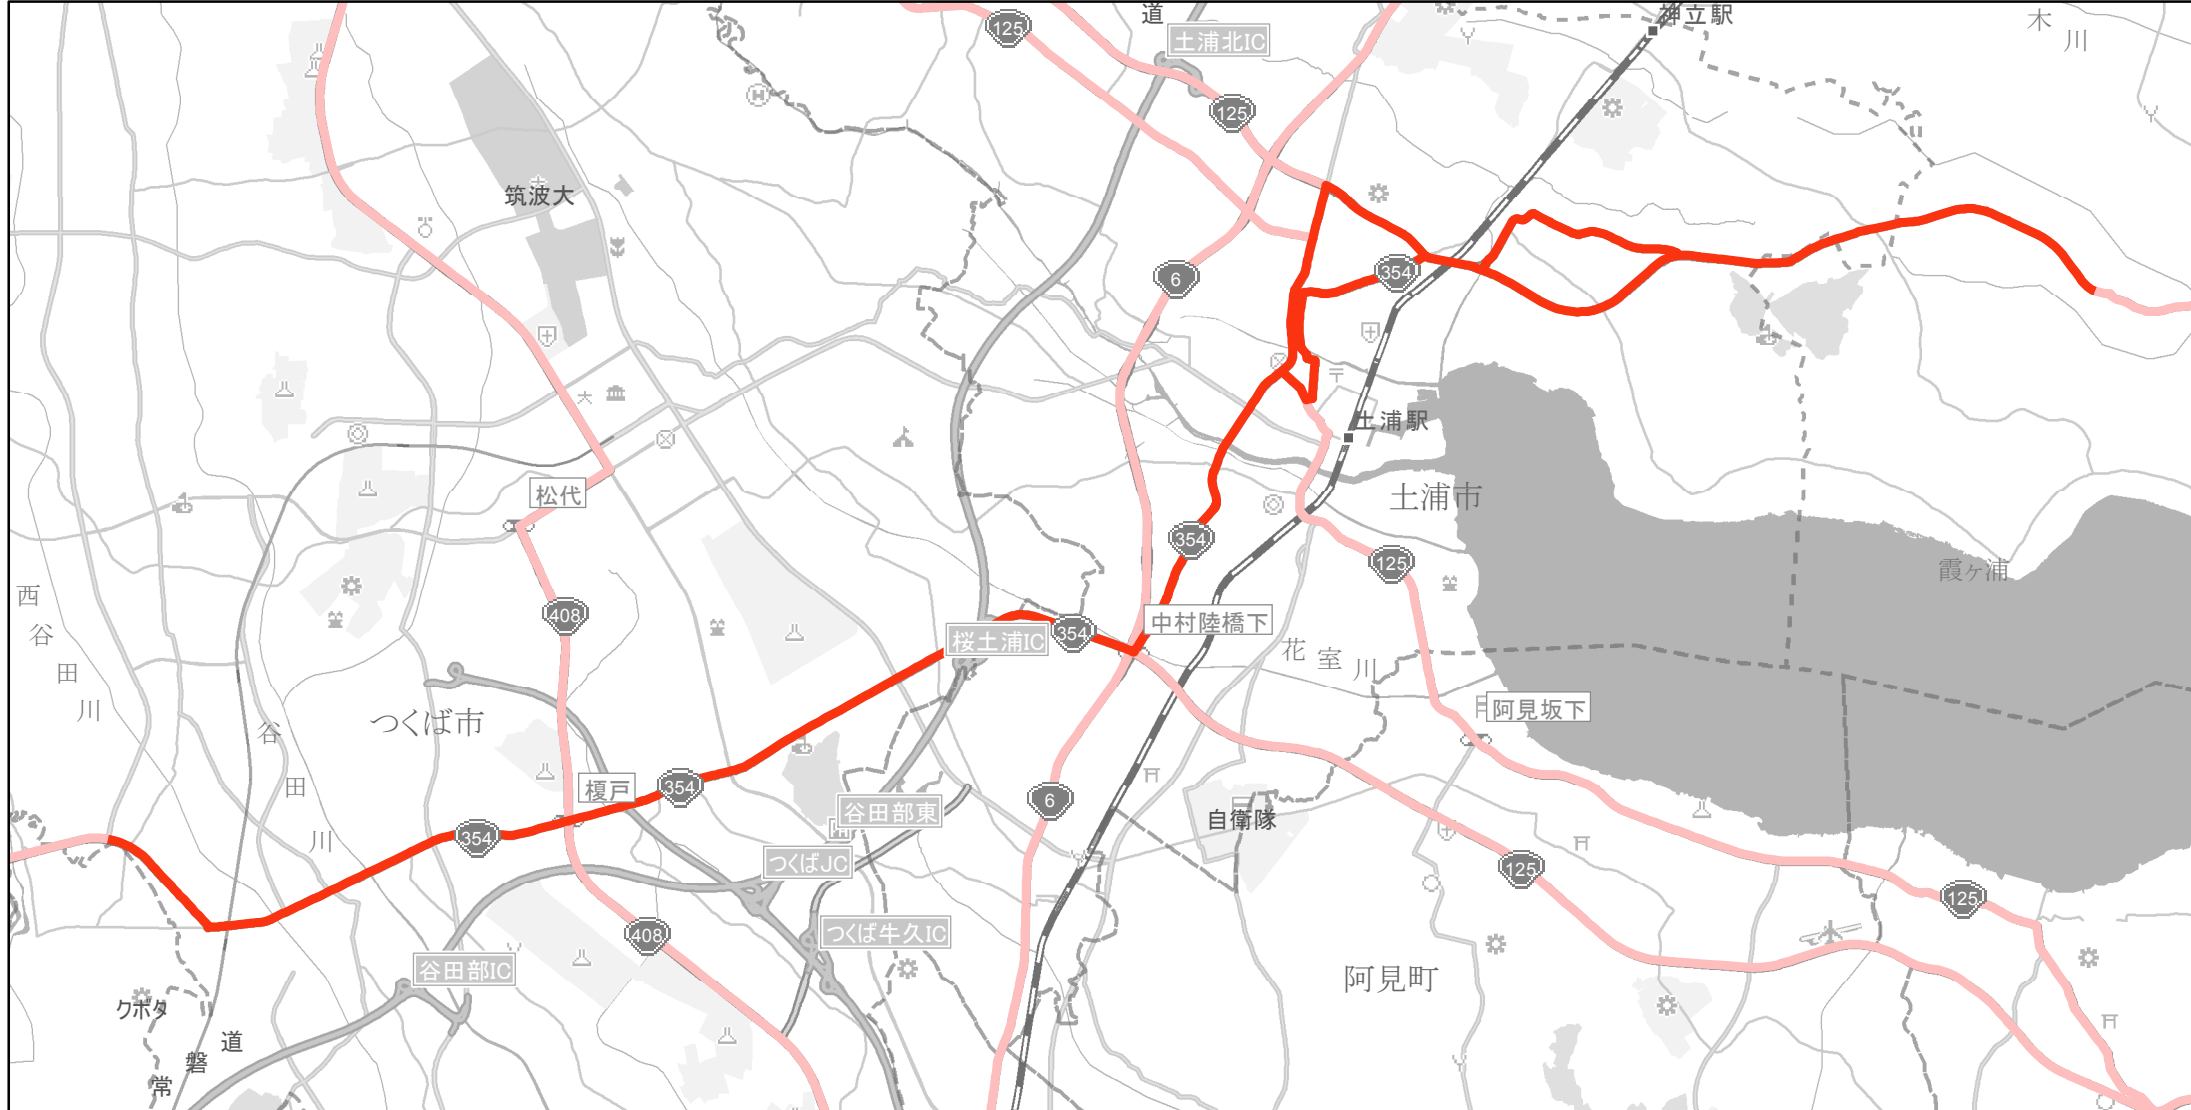 道
神立駅
木
川
125
土浦北IC
125
筑波大
6
354
土浦駅
松代
土浦市
354
125
霞ヶ浦
西
谷
田
川
408
中村陸橋下
354
桜土浦IC
花
室
川
阿見坂下
つくば市
谷
田
川
榎戸
354
354
谷田部東
6
自衛隊
つくばJC
125
125
つくば牛久IC
408
谷田部IC
阿見町
クボタ
道
磐
常